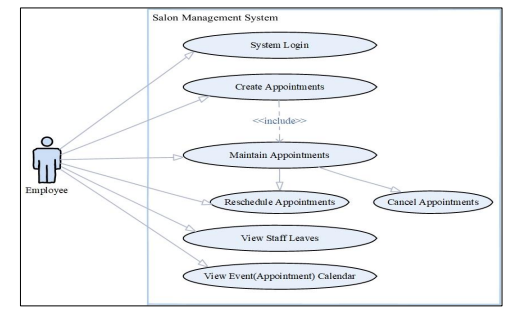 Salon Management System
System Login
Create Appointments
<<include>>
Maintain Appointments
Employee
Reschedule Appointments
Cancel Appointments
View Staff Leaves
View Event(Appointment) Calendar